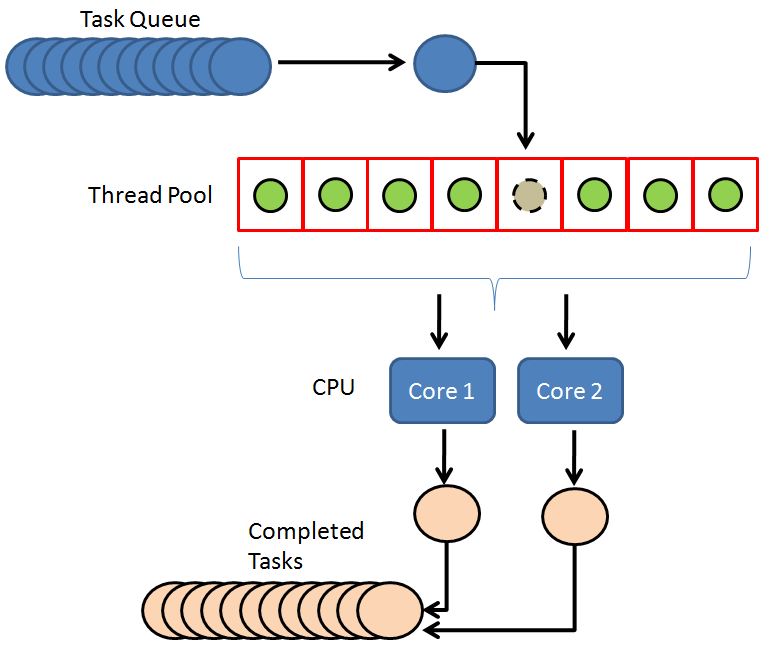 Task Queue
Thread Pool
CPU
Core 1
Core 2
Completed
Tasks